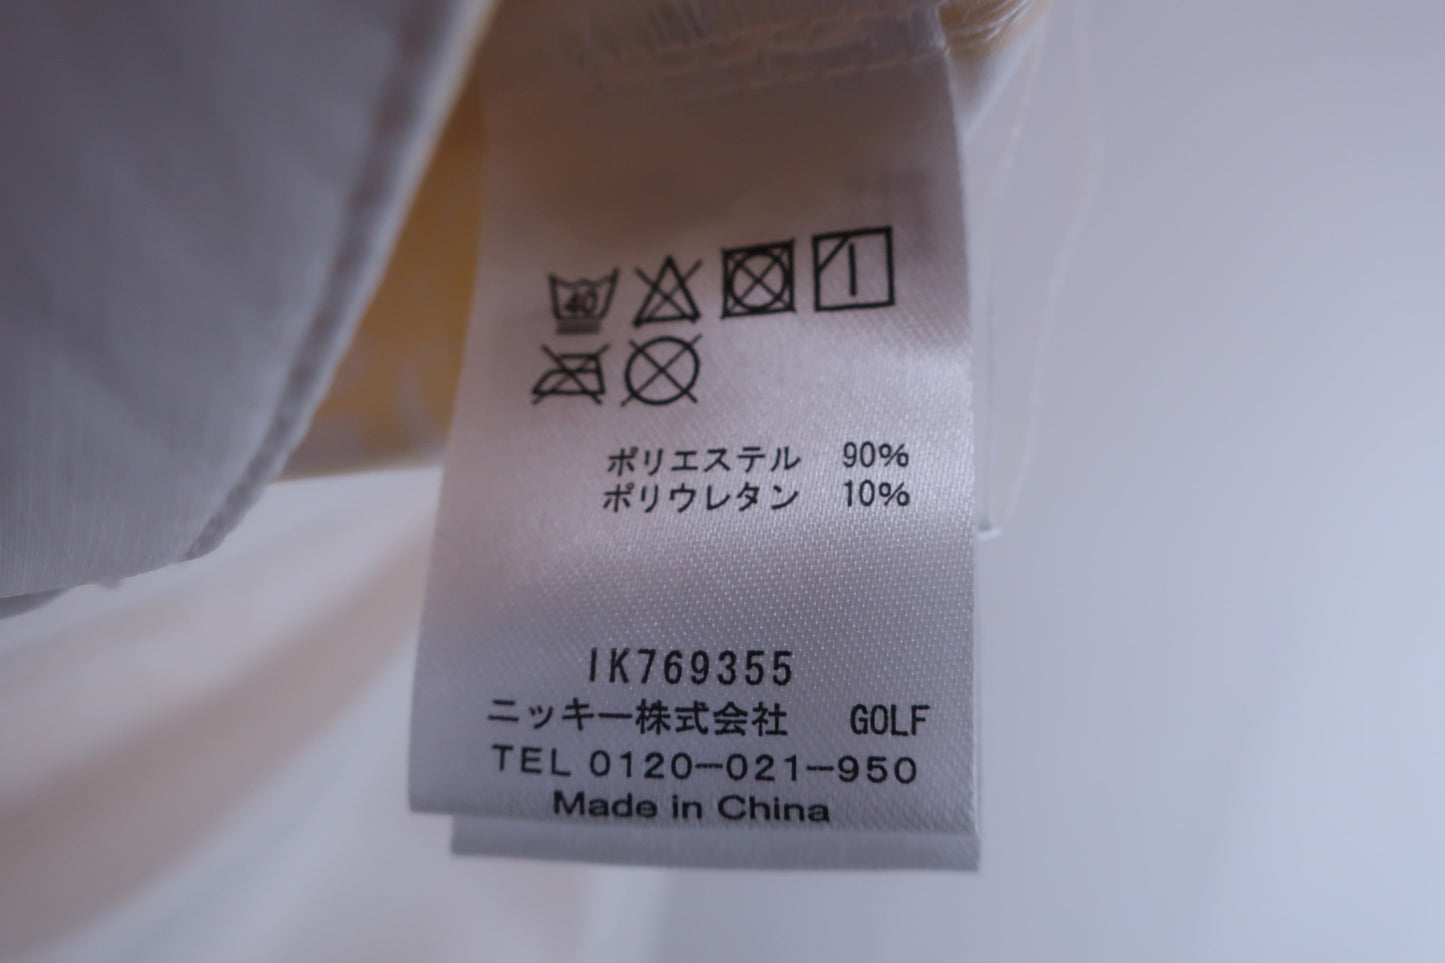 40
ポリエステル 90%
ポリウレタン 10%
IK769355
ニッキー株式会社 GOLF
TEL 0120-021-950
Made in China